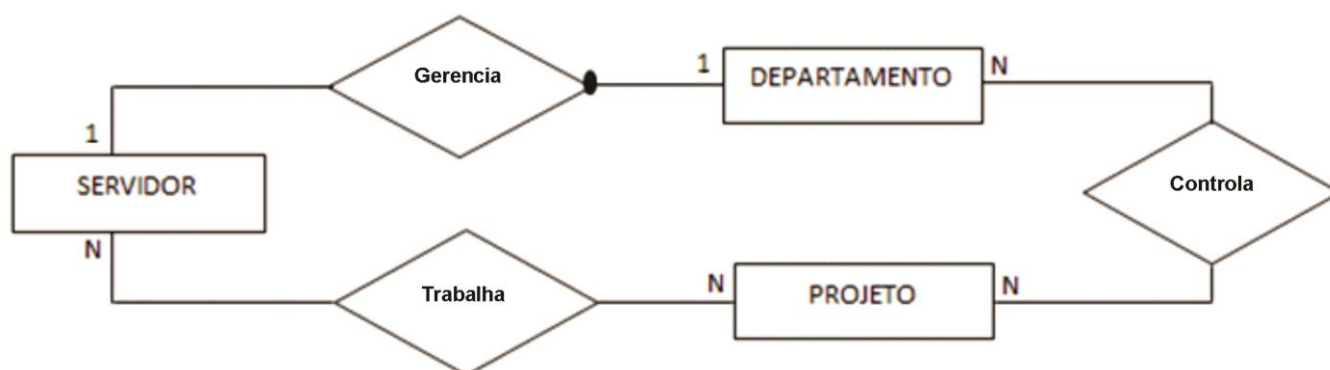 Gerencia
1
DEPARTAMENTO
N
1
SERVIDOR
Controla
N
Trabalha
N
PROJETO
N